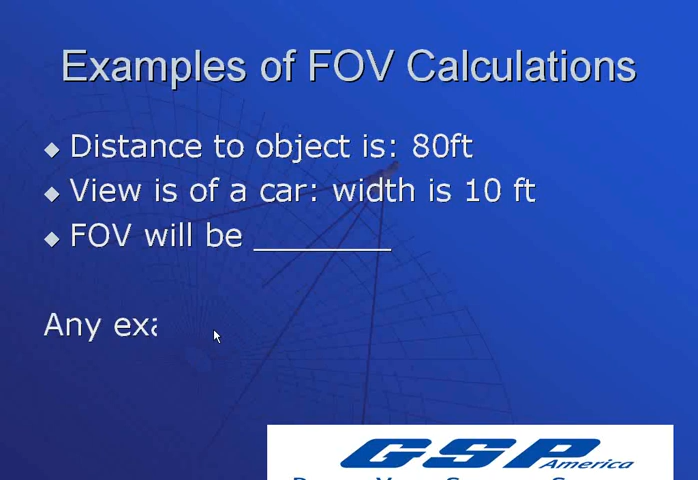 Examples of FOV Calculations
Distance to object is: 80ft
View is of a car: width is 10 ft
FOV will be ________
Any exa
GSP America